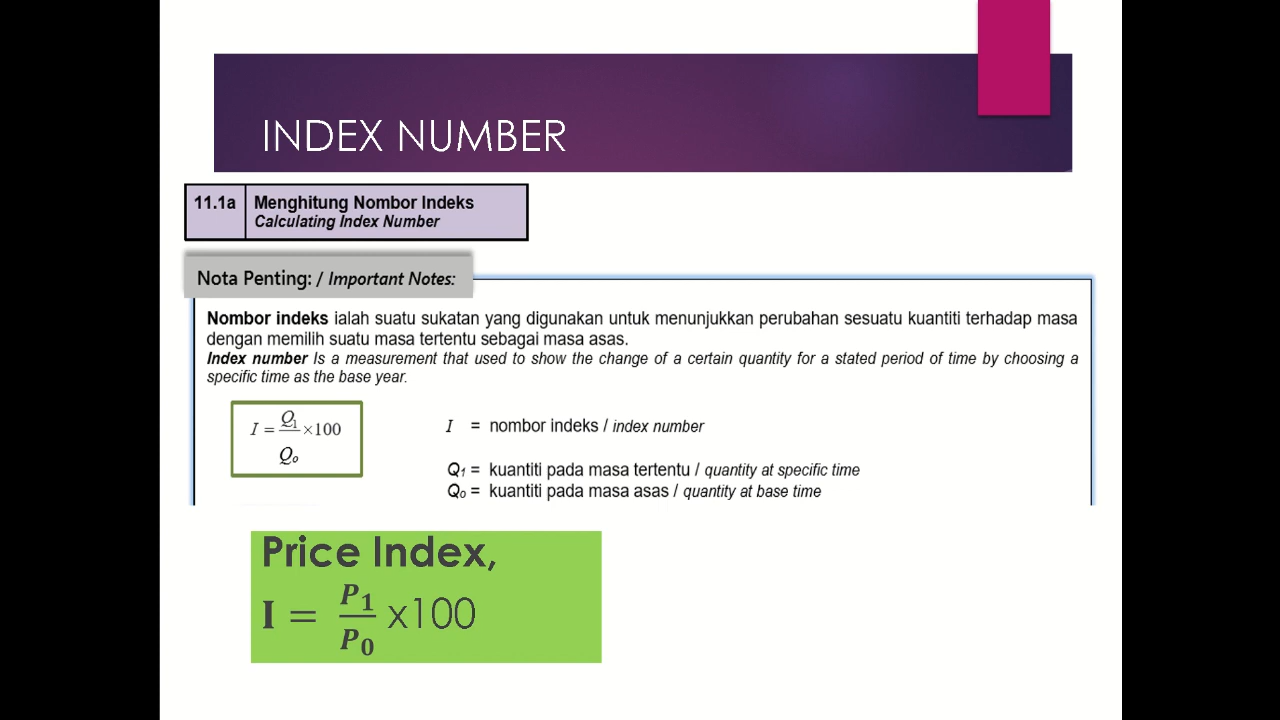 INDEX NUMBER
11.1a Menghitung Nombor Indeks
Calculating Index Number
Nota Penting: / Important Notes:
Nombor indeks ialah suatu sukatan yang digunakan untuk menunjukkan perubahan sesuatu kuantiti terhadap masa
dengan memilih suatu masa tertentu sebagai masa asas.
Index number Is a measurement that used to show the change of a certain quantity for a stated period of time by choosing a
specific time as the base year.
I = Q₁/Qₒ ×100
I = nombor indeks / index number
Q₁ = kuantiti pada masa tertentu / quantity at specific time
Qₒ = kuantiti pada masa asas / quantity at base time
Price Index,
I = P₁/P₀ x100